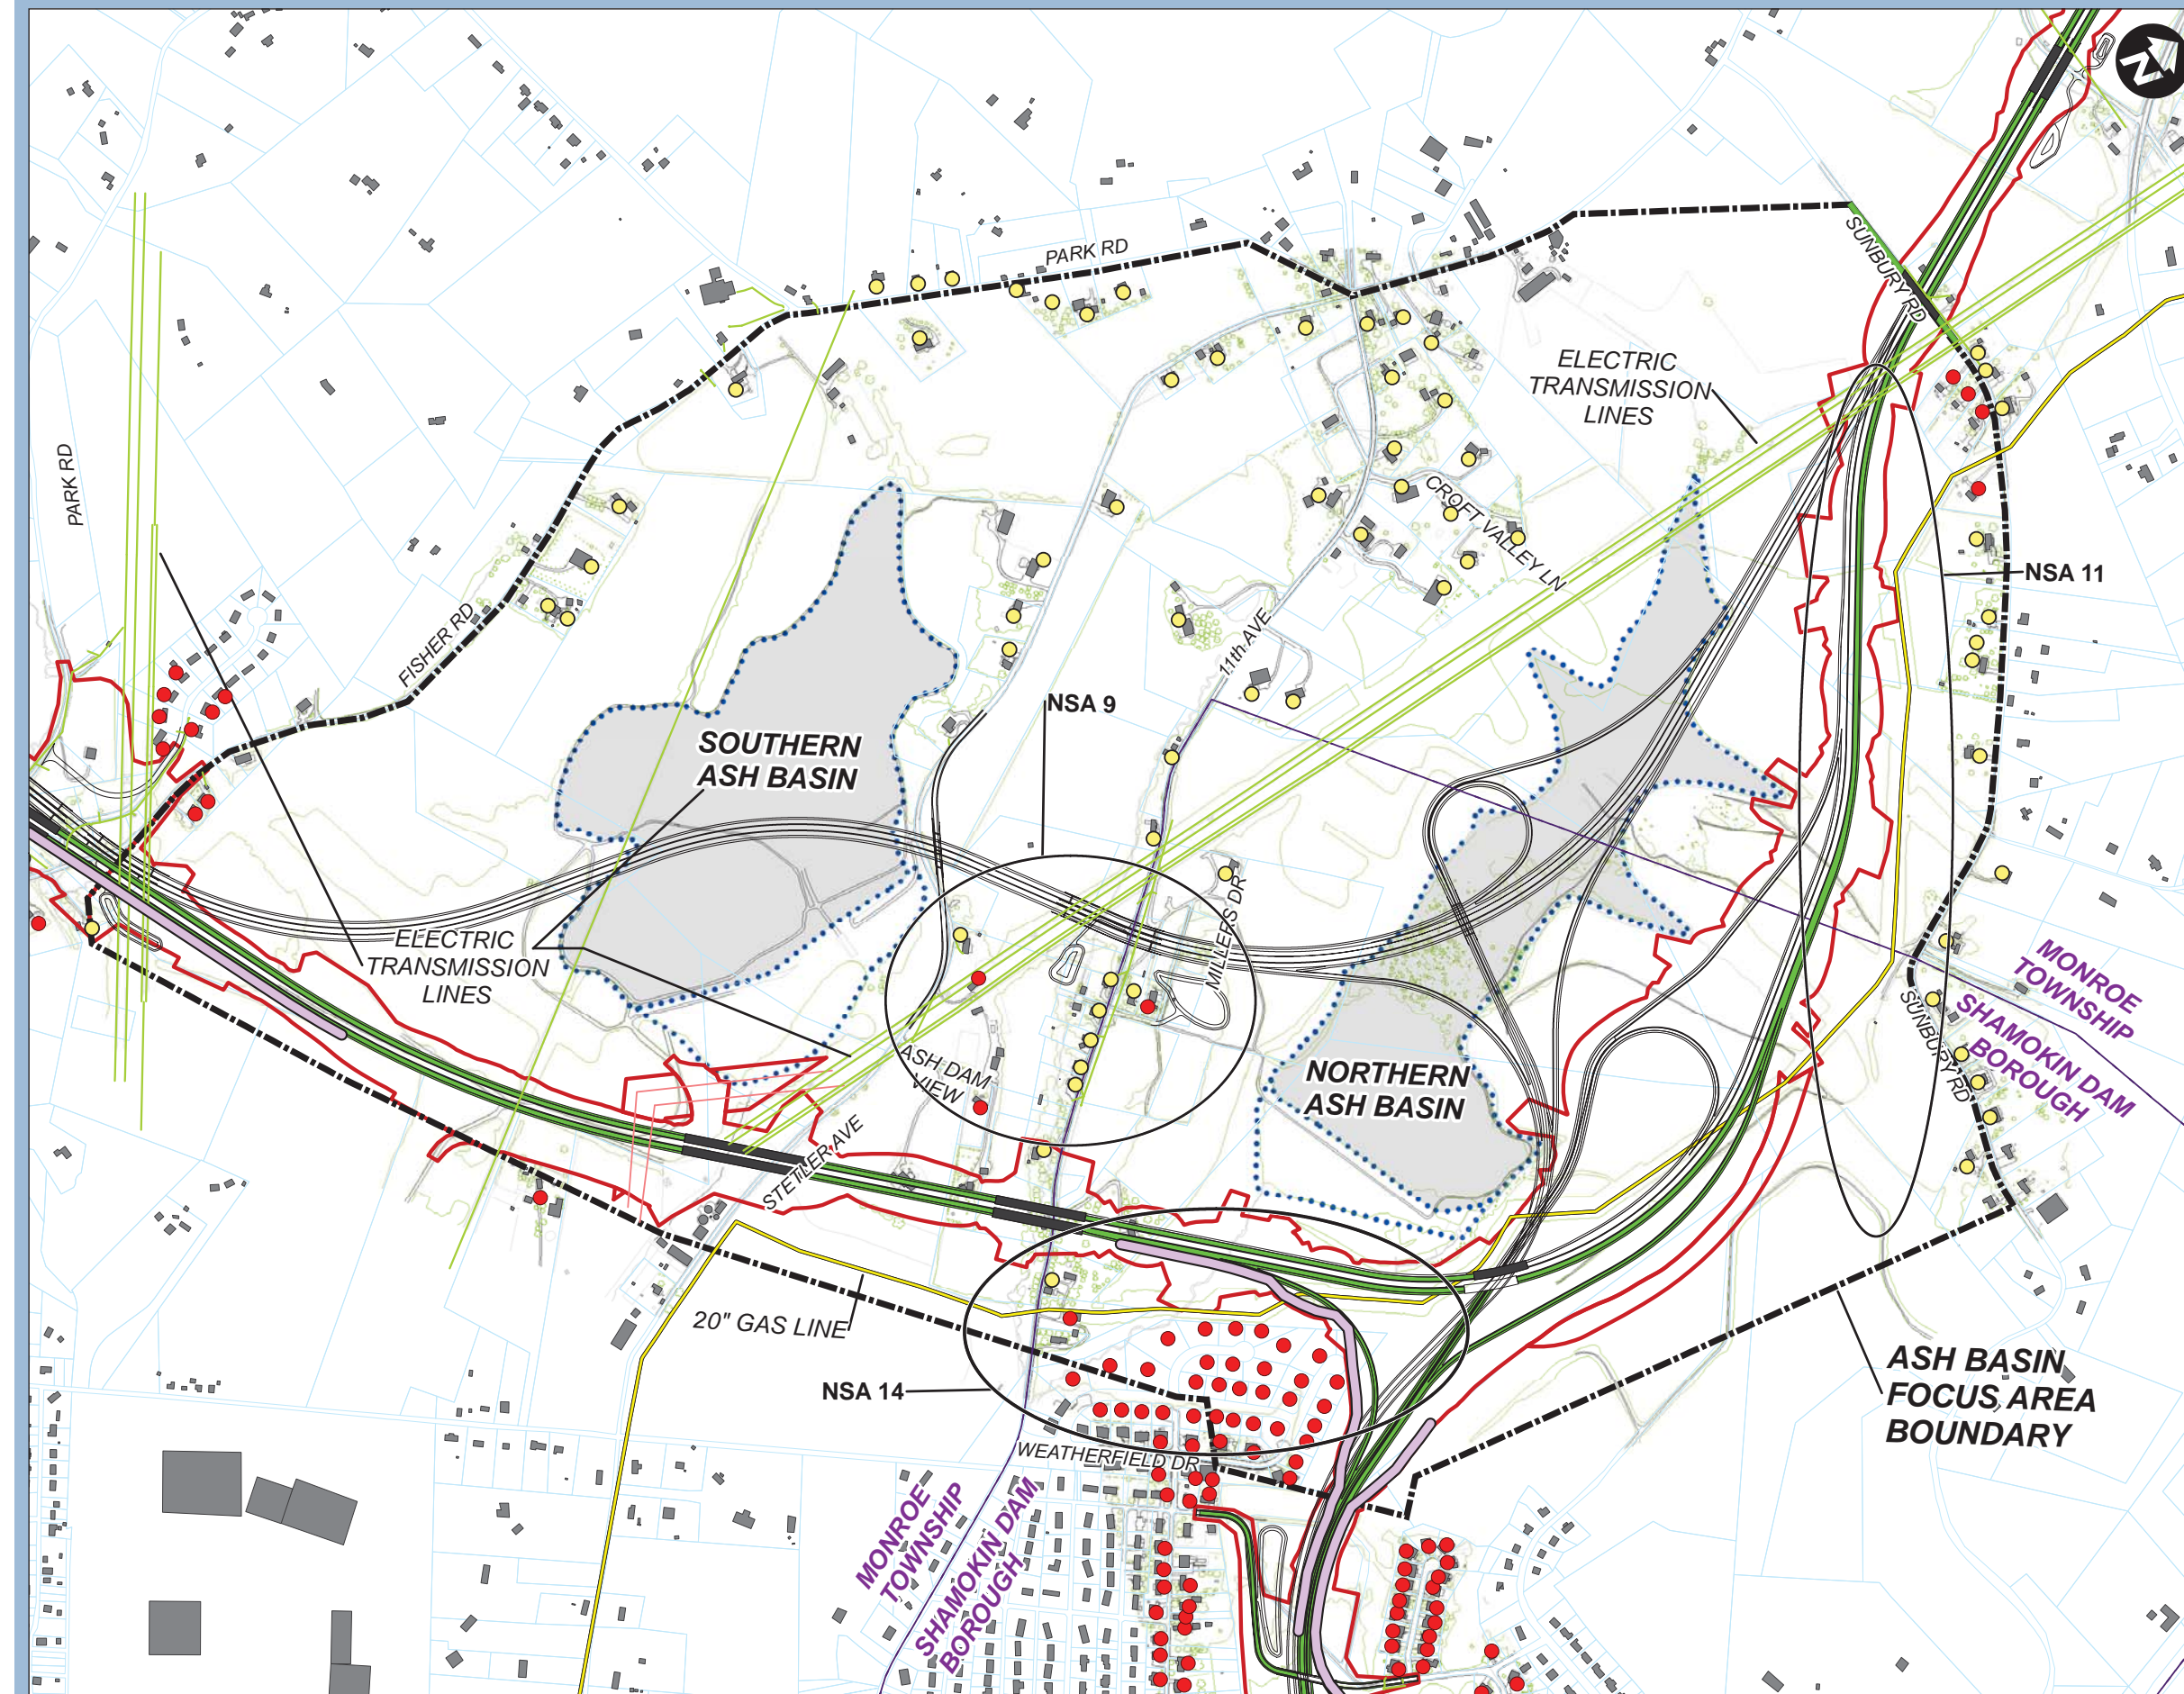 N
PARK RD
SUNBURY RD
ELECTRIC
TRANSMISSION
LINES
PARK RD
CROFT VALLEY LN
NSA 11
FISHER RD
11th AVE
NSA 9
SOUTHERN
ASH BASIN
MILLERS DR
ELECTRIC
TRANSMISSION
LINES
MONROE
TOWNSHIP
SHAMOKIN DAM
BOROUGH
SUNBURY RD
ASH DAM
VIEW
NORTHERN
ASH BASIN
STETLER AVE
20" GAS LINE
NSA 14
ASH BASIN
FOCUS AREA
BOUNDARY
WEATHERFIELD DR
MONROE
TOWNSHIP
SHAMOKIN DAM
BOROUGH